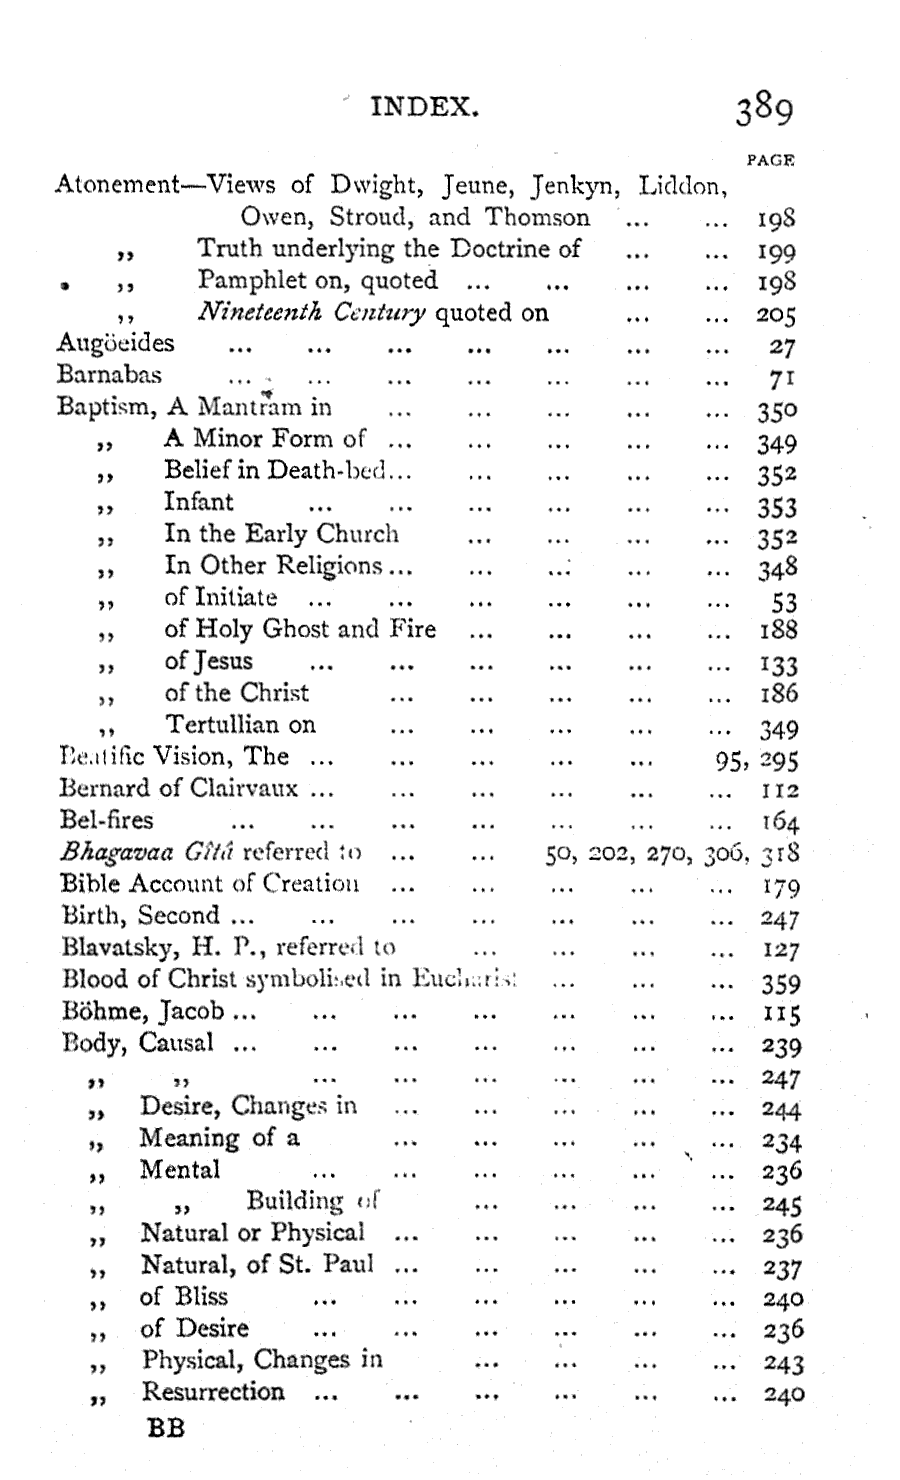 INDEX. 389
PAGE
Atonement—Views of Dwight, Jeune, Jenkyn, Liddon,
Owen, Stroud, and Thomson ... ... 198
,, Truth underlying the Doctrine of ... ... 199
,, Pamphlet on, quoted ... ... ... ... 198
,, Nineteenth Century quoted on ... ... 205
Augöeides ... ... ... ... ... ... ... 27
Barnabas ... ... ... ... ... ... ... 71
Baptism, A Mantram in ... ... ... ... ... 350
,, A Minor Form of ... ... ... ... ... 349
,, Belief in Death-bed... ... ... ... ... 352
,, Infant ... ... ... ... ... ... 353
,, In the Early Church ... ... ... ... 352
,, In Other Religions ... ... ... ... ... 348
,, of Initiate ... ... ... ... ... ... 53
,, of Holy Ghost and Fire ... ... ... ... 188
,, of Jesus ... ... ... ... ... ... 133
,, of the Christ ... ... ... ... ... 186
,, Tertullian on ... ... ... ... ... 349
Beatific Vision, The ... ... ... ... ... 95, 295
Bernard of Clairvaux ... ... ... ... ... ... 112
Bel-fires ... ... ... ... ... ... ... 164
Bhagavaa Gîtâ referred to ... ... 50, 202, 270, 306, 318
Bible Account of Creation ... ... ... ... ... 179
Birth, Second ... ... ... ... ... ... ... 247
Blavatsky, H. P., referred to ... ... ... ... 127
Blood of Christ symbolised in Eucharist ... ... ... 359
Böhme, Jacob ... ... ... ... ... ... ... 115
Body, Causal ... ... ... ... ... ... ... 239
,, ,, ... ... ... ... ... ... 247
,, Desire, Changes in ... ... ... ... ... 244
,, Meaning of a ... ... ... ... ... 234
,, Mental ... ... ... ... ... ... 236
,, ,, Building of ... ... ... ... 245
,, Natural or Physical ... ... ... ... ... 236
,, Natural, of St. Paul ... ... ... ... ... 237
,, of Bliss ... ... ... ... ... ... 240
,, of Desire ... ... ... ... ... ... 236
,, Physical, Changes in ... ... ... ... 243
,, Resurrection ... ... ... ... ... ... 240
BB